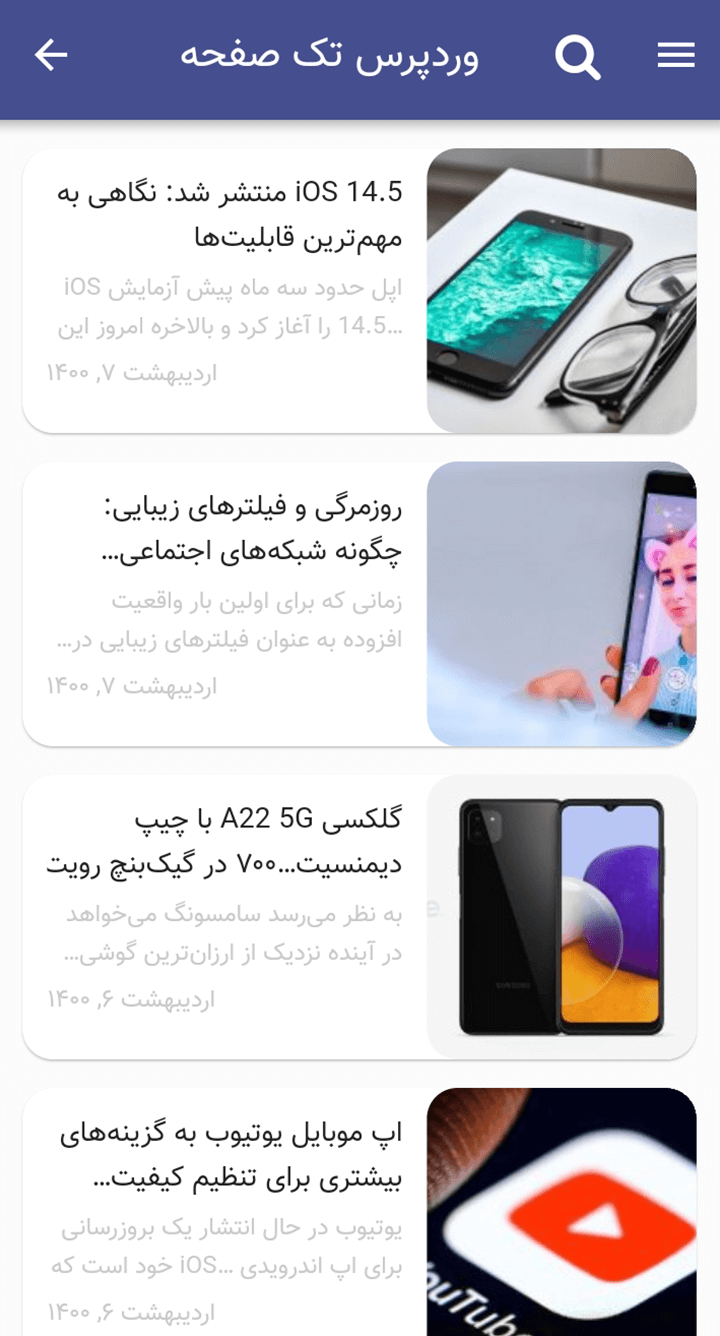 وردپرس تک صفحه
iOS 14.5 منتشر شد: نگاهی به
مهم‌ترین قابلیت‌ها
اپل حدود سه ماه پیش آزمایش iOS
14.5 را آغاز کرد و بالاخره امروز این...
اردیبهشت ۷, ۱۴۰۰
روزمرگی و فیلترهای زیبایی:
چگونه شبکه‌های اجتماعی...
زمانی که برای اولین بار واقعیت
افزوده به عنوان فیلترهای زیبایی در...
اردیبهشت ۷, ۱۴۰۰
گلکسی A22 5G با چیپ
دیمنسیت...۷۰۰ در گیک‌بنچ رویت
به نظر می‌رسد سامسونگ می‌خواهد
در آینده نزدیک از ارزان‌ترین گوشی...
اردیبهشت ۶, ۱۴۰۰
SAMSUNG
اپ موبایل یوتیوب به گزینه‌های
بیشتری برای تنظیم کیفیت...
یوتیوب در حال انتشار یک بروزرسانی
برای اپ اندرویدی ...iOS خود است که
اردیبهشت ۶, ۱۴۰۰
YouTube